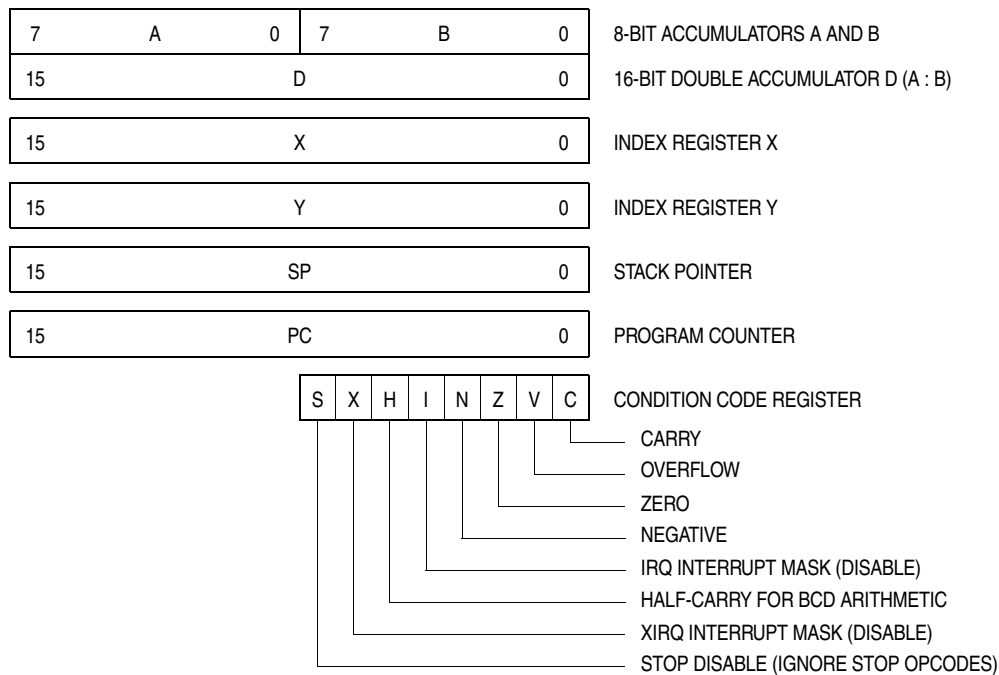 7 A 0 7 B 0 8-BIT ACCUMULATORS A AND B
15 D 0 16-BIT DOUBLE ACCUMULATOR D (A : B)
15 X 0 INDEX REGISTER X
15 Y 0 INDEX REGISTER Y
15 SP 0 STACK POINTER
15 PC 0 PROGRAM COUNTER
S X H I N Z V C CONDITION CODE REGISTER
CARRY
OVERFLOW
ZERO
NEGATIVE
IRQ INTERRUPT MASK (DISABLE)
HALF-CARRY FOR BCD ARITHMETIC
XIRQ INTERRUPT MASK (DISABLE)
STOP DISABLE (IGNORE STOP OPCODES)